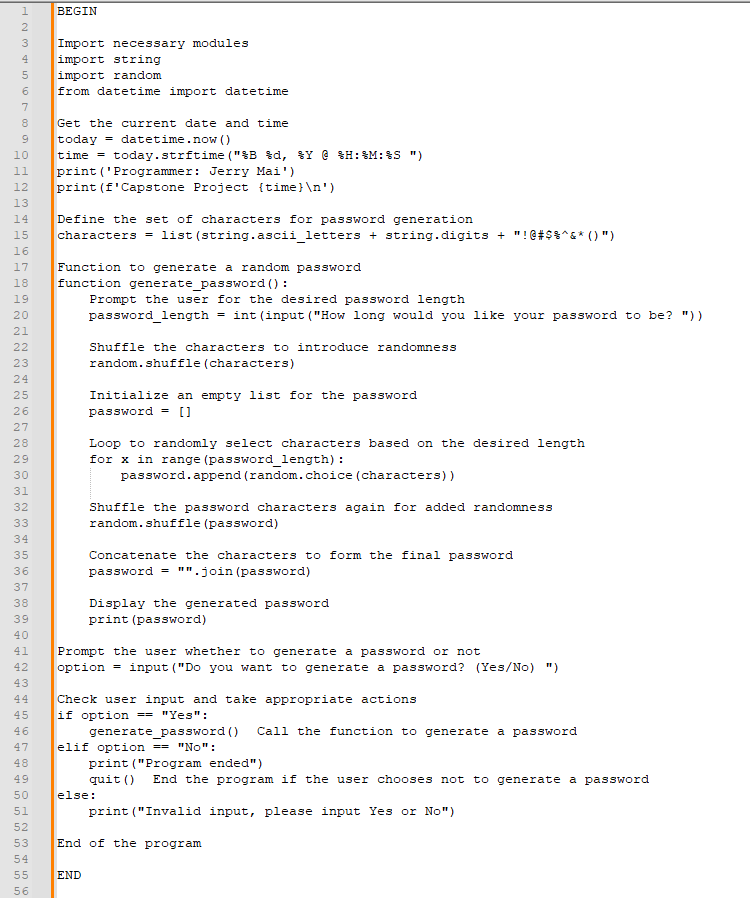 1 BEGIN
2
3 Import necessary modules
4 import string
5 import random
6 from datetime import datetime
7
8 Get the current date and time
9 today = datetime.now()
10 time = today.strftime("%B %d, %Y @ %H:%M:%S ")
11 print('Programmer: Jerry Mai')
12 print(f'Capstone Project {time}\n')
13
14 Define the set of characters for password generation
15 characters = list(string.ascii_letters + string.digits + "!@#$%^&*()")
16
17 Function to generate a random password
18 function generate_password():
19     Prompt the user for the desired password length
20     password_length = int(input("How long would you like your password to be? "))
21
22     Shuffle the characters to introduce randomness
23     random.shuffle(characters)
24
25     Initialize an empty list for the password
26     password = []
27
28     Loop to randomly select characters based on the desired length
29     for x in range(password_length):
30         password.append(random.choice(characters))
31
32     Shuffle the password characters again for added randomness
33     random.shuffle(password)
34
35     Concatenate the characters to form the final password
36     password = "".join(password)
37
38     Display the generated password
39     print(password)
40
41 Prompt the user whether to generate a password or not
42 option = input("Do you want to generate a password? (Yes/No) ")
43
44 Check user input and take appropriate actions
45 if option == "Yes":
46     generate_password()  Call the function to generate a password
47 elif option == "No":
48     print("Program ended")
49     quit()  End the program if the user chooses not to generate a password
50 else:
51     print("Invalid input, please input Yes or No")
52
53 End of the program
54
55 END
56